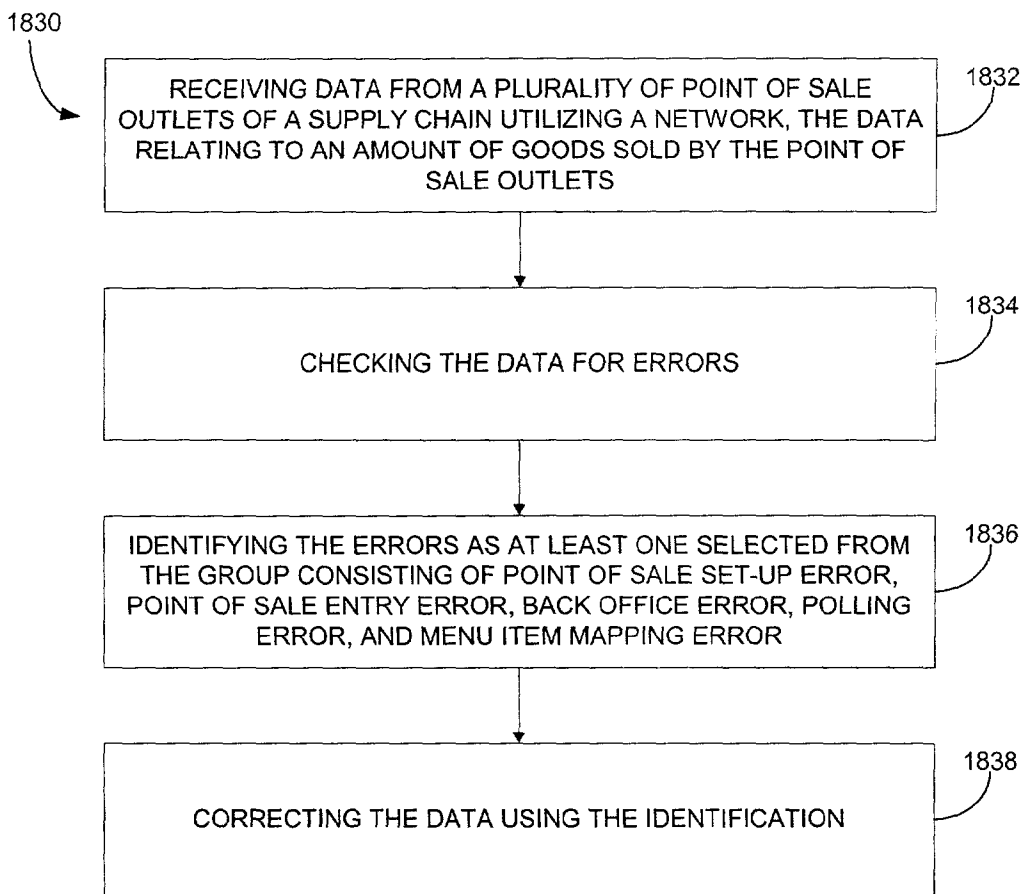 1830
RECEIVING DATA FROM A PLURALITY OF POINT OF SALE
OUTLETS OF A SUPPLY CHAIN UTILIZING A NETWORK, THE DATA
RELATING TO AN AMOUNT OF GOODS SOLD BY THE POINT OF
SALE OUTLETS
1832
CHECKING THE DATA FOR ERRORS
1834
IDENTIFYING THE ERRORS AS AT LEAST ONE SELECTED FROM
THE GROUP CONSISTING OF POINT OF SALE SET-UP ERROR,
POINT OF SALE ENTRY ERROR, BACK OFFICE ERROR, POLLING
ERROR, AND MENU ITEM MAPPING ERROR
1836
CORRECTING THE DATA USING THE IDENTIFICATION
1838